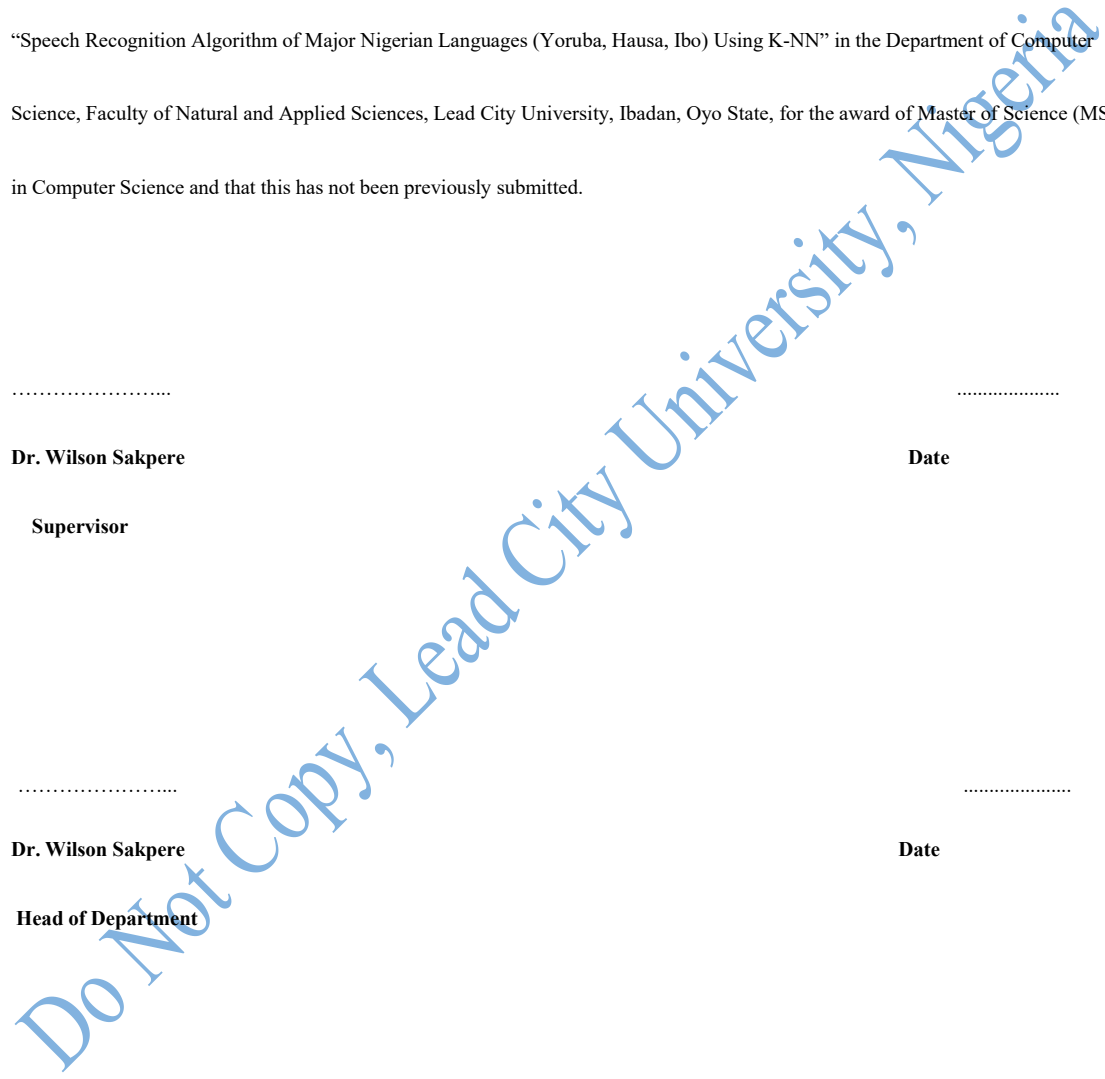 “Speech Recognition Algorithm of Major Nigerian Languages (Yoruba, Hausa, Ibo) Using K-NN” in the Department of Computer
Science, Faculty of Natural and Applied Sciences, Lead City University, Ibadan, Oyo State, for the award of Master of Science (MS
in Computer Science and that this has not been previously submitted.
…………………... ....................
Dr. Wilson Sakpere Date
Supervisor
…………………... .....................
Dr. Wilson Sakpere Date
Head of Department
Do Not Copy, Lead City University, Nigeria